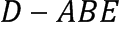 D – ABE